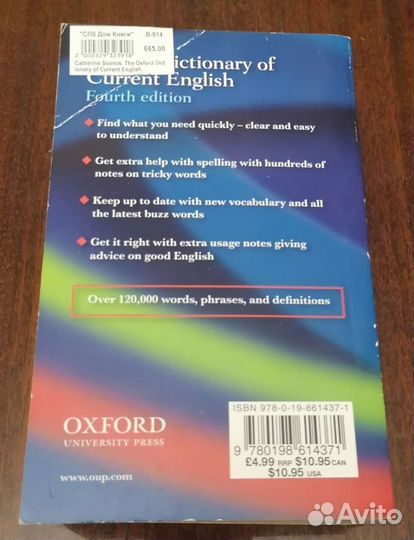 "СПб Дом Книги" B-814
665.00
2 000329 323918
Catherine Soanes. The Oxford Dict
ionary of Current English.
Dictionary of
Current English
Fourth edition
Find what you need quickly – clear and easy
to understand
Get extra help with spelling with hundreds of
notes on tricky words
Keep up to date with new vocabulary and all
the latest buzz words
Get it right with extra usage notes giving
advice on good English
Over 120,000 words, phrases, and definitions
ISBN 978-0-19-861437-1
9 780198 614371
£4.99 RRP $10.95 CAN
$10.95 USA
OXFORD
UNIVERSITY PRESS
www.oup.com
Avito